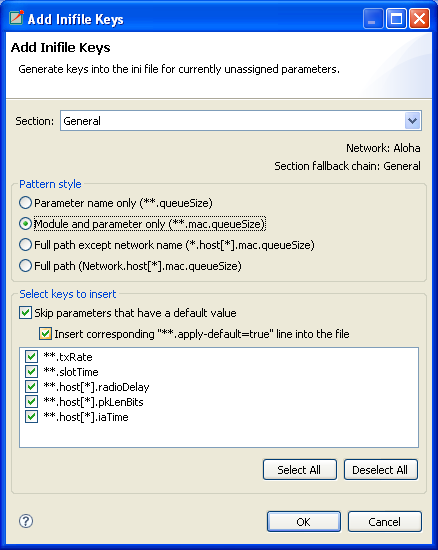 Add Inifile Keys
Add Inifile Keys
Generate keys into the ini file for currently unassigned parameters.
Section: General
Network: Aloha
Section fallback chain: General
Pattern style
Parameter name only (**.queueSize)
Module and parameter only (**.mac.queueSize)
Full path except network name (*.host[*].mac.queueSize)
Full path (Network.host[*].mac.queueSize)
Select keys to insert
Skip parameters that have a default value
Insert corresponding "**.apply-default=true" line into the file
**.txRate
**.slotTime
**.host[*].radioDelay
**.host[*].pkLenBits
**.host[*].iaTime
Select All Deselect All
? OK Cancel